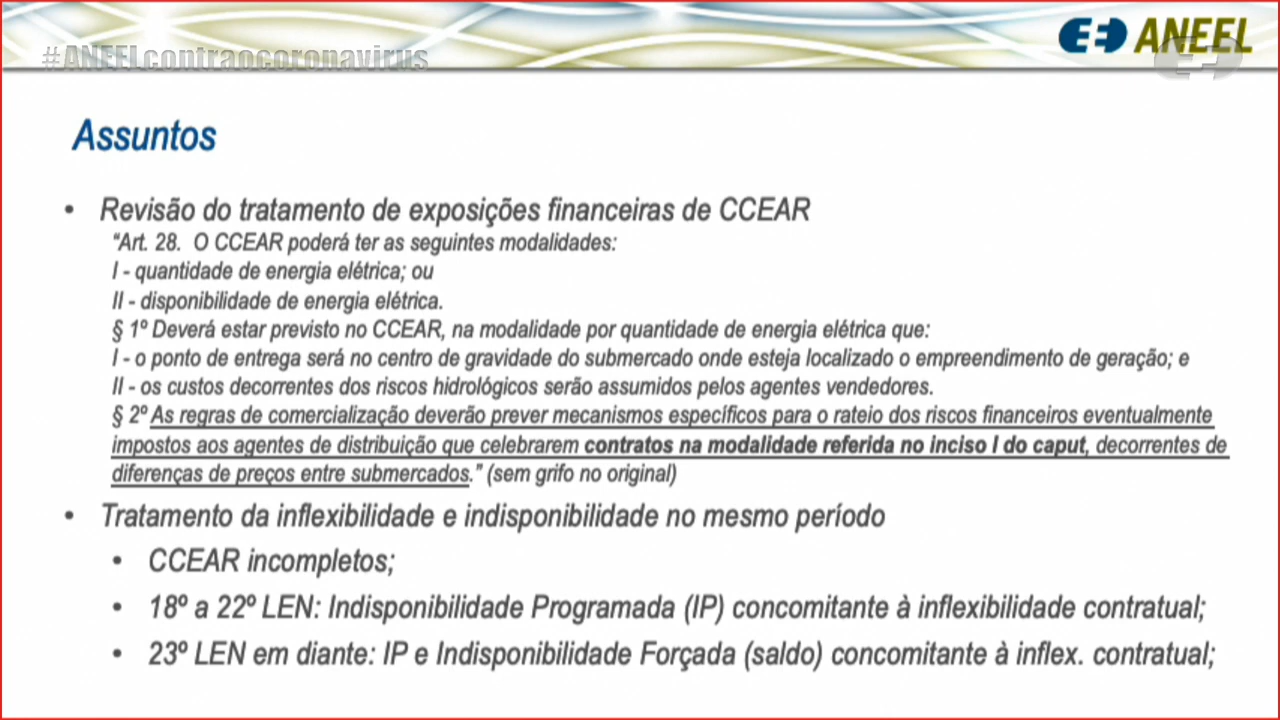 #ANEELcontraocoronavirus
ANEEL
Assuntos
• Revisão do tratamento de exposições financeiras de CCEAR
“Art. 28. O CCEAR poderá ter as seguintes modalidades:
I - quantidade de energia elétrica; ou
II - disponibilidade de energia elétrica.
§ 1º Deverá estar previsto no CCEAR, na modalidade por quantidade de energia elétrica que:
I - o ponto de entrega será no centro de gravidade do submercado onde esteja localizado o empreendimento de geração; e
II - os custos decorrentes dos riscos hidrológicos serão assumidos pelos agentes vendedores.
§ 2º As regras de comercialização deverão prever mecanismos específicos para o rateio dos riscos financeiros eventualmente
impostos aos agentes de distribuição que celebrarem contratos na modalidade referida no inciso I do caput, decorrentes de
diferenças de preços entre submercados.” (sem grifo no original)
• Tratamento da inflexibilidade e indisponibilidade no mesmo período
• CCEAR incompletos;
• 18º a 22º LEN: Indisponibilidade Programada (IP) concomitante à inflexibilidade contratual;
• 23º LEN em diante: IP e Indisponibilidade Forçada (saldo) concomitante à inflex. contratual;